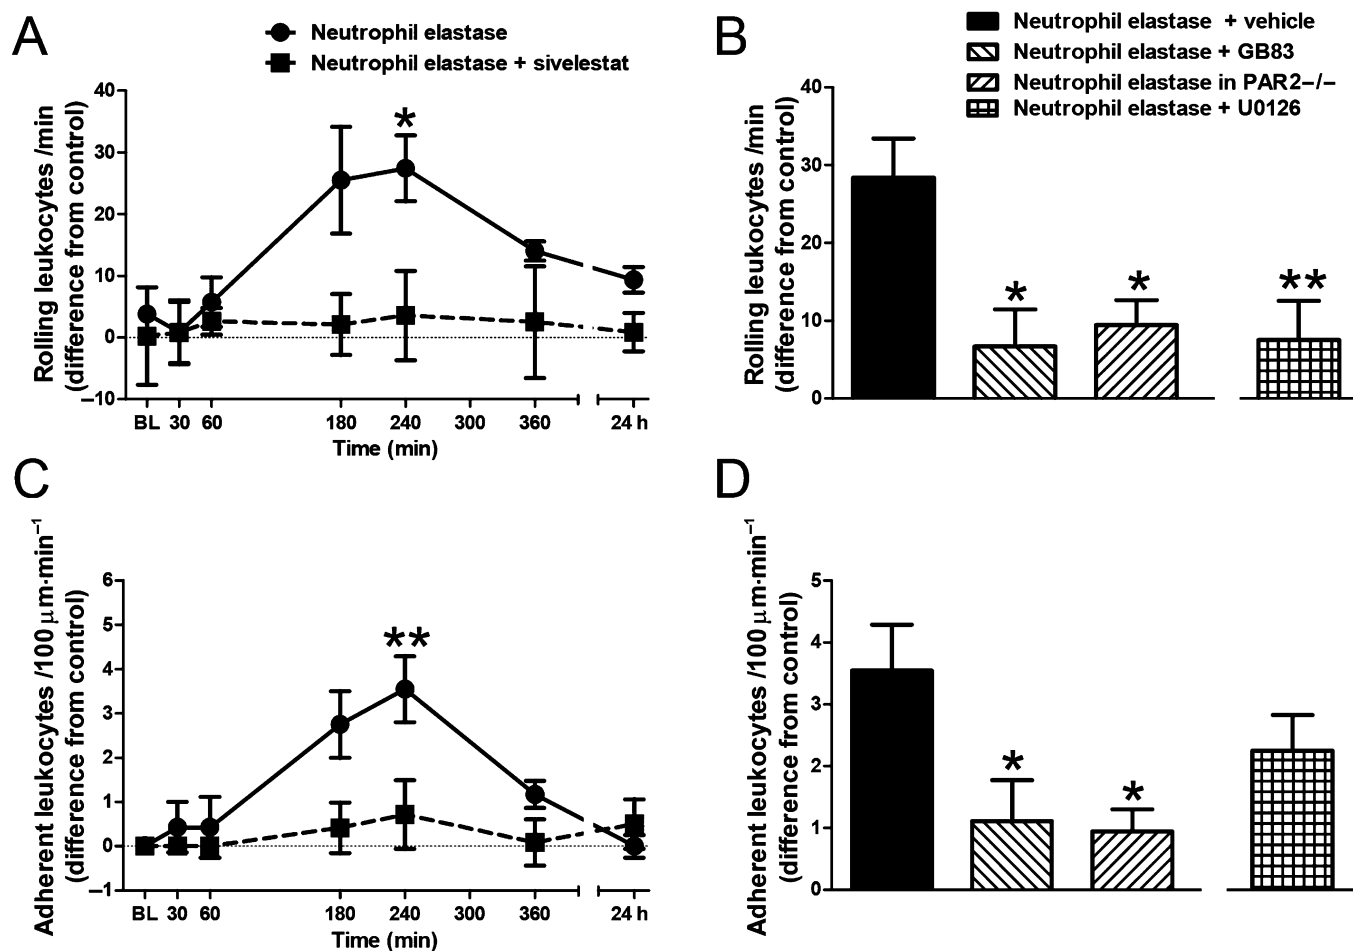 A
Neutrophil elastase
Neutrophil elastase + sivelestat
Rolling leukocytes /min
(difference from control)
40
30
20
10
0
–10
*
BL 30 60 180 240 300 360 24 h
Time (min)
B
Neutrophil elastase + vehicle
Neutrophil elastase + GB83
Neutrophil elastase in PAR2–/–
Neutrophil elastase + U0126
Rolling leukocytes /min
(difference from control)
40
30
20
10
0
* * **
C
Adherent leukocytes /100 μm·min⁻¹
(difference from control)
6
5
4
3
2
1
0
–1
**
BL 30 60 180 240 300 360 24 h
Time (min)
D
Adherent leukocytes /100 μm·min⁻¹
(difference from control)
5
4
3
2
1
0
* *